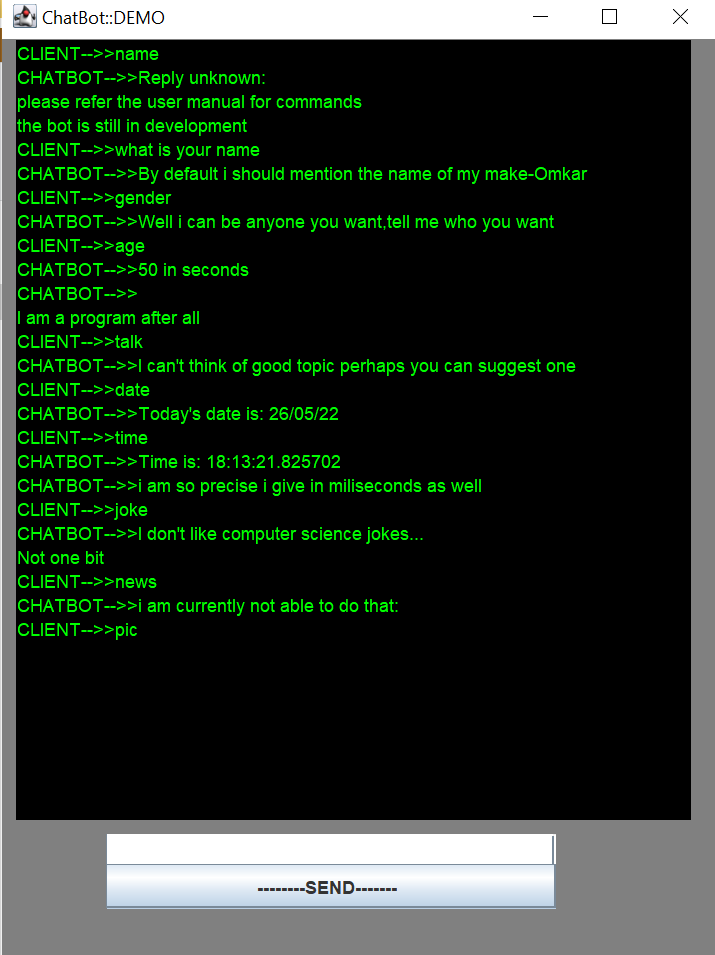 ChatBot::DEMO
CLIENT-->>name
CHATBOT-->>Reply unknown:
please refer the user manual for commands
the bot is still in development
CLIENT-->>what is your name
CHATBOT-->>By default i should mention the name of my make-Omkar
CLIENT-->>gender
CHATBOT-->>Well i can be anyone you want,tell me who you want
CLIENT-->>age
CHATBOT-->>50 in seconds
CHATBOT-->>
I am a program after all
CLIENT-->>talk
CHATBOT-->>I can't think of good topic perhaps you can suggest one
CLIENT-->>date
CHATBOT-->>Today's date is: 26/05/22
CLIENT-->>time
CHATBOT-->>Time is: 18:13:21.825702
CHATBOT-->>i am so precise i give in miliseconds as well
CLIENT-->>joke
CHATBOT-->>I don't like computer science jokes...
Not one bit
CLIENT-->>news
CHATBOT-->>i am currently not able to do that:
CLIENT-->>pic
--------SEND-------